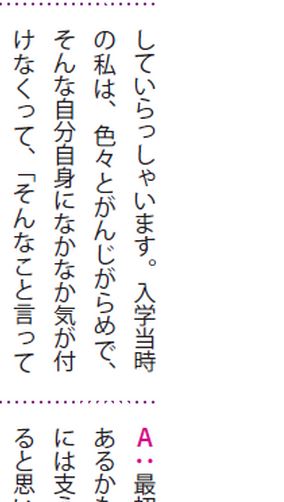 していらっしゃいます。入学当時
の私は、色々とがんじがらめで、
そんな自分自身になかなか気が付
けなくって、「そんなこと言って
A：最初
あるかも
には支
ると思い